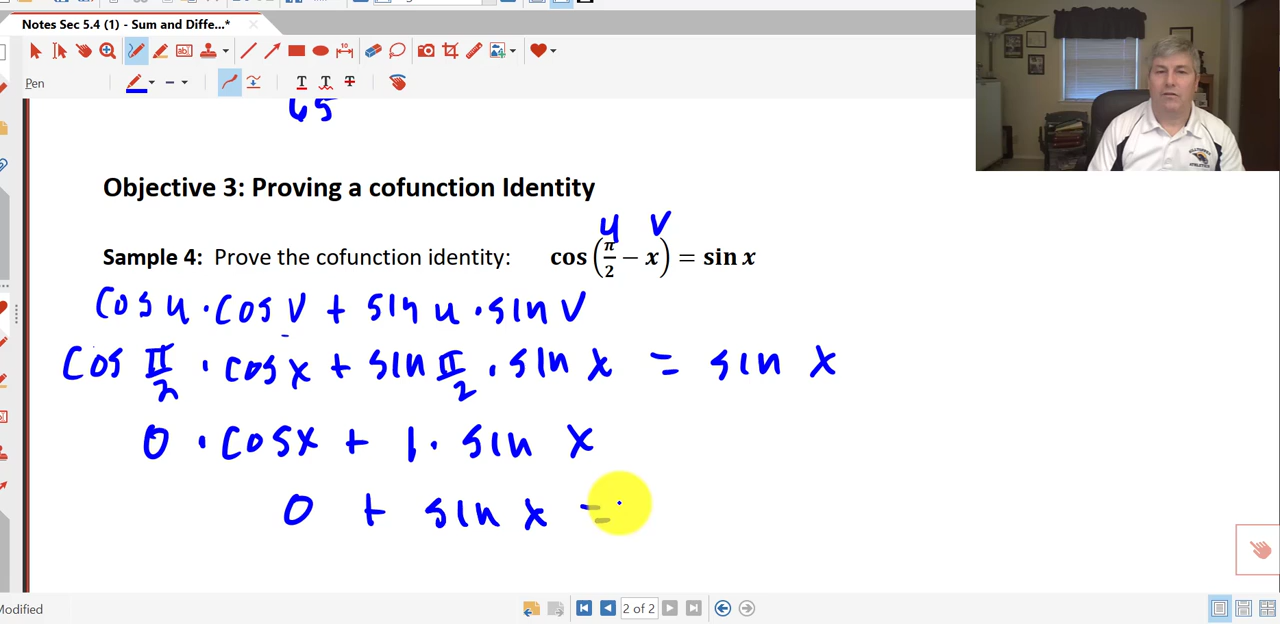 Notes Sec 5.4 (1) - Sum and Diffe...*
Pen
65
Objective 3: Proving a cofunction Identity
u v
Sample 4: Prove the cofunction identity: cos(π/2 − x) = sin x
cos u · cos v + sin u · sin v
cos π/2 · cos x + sin π/2 · sin x = sin x
0 · cos x + 1 · sin x
0 + sin x =
Modified
2 of 2